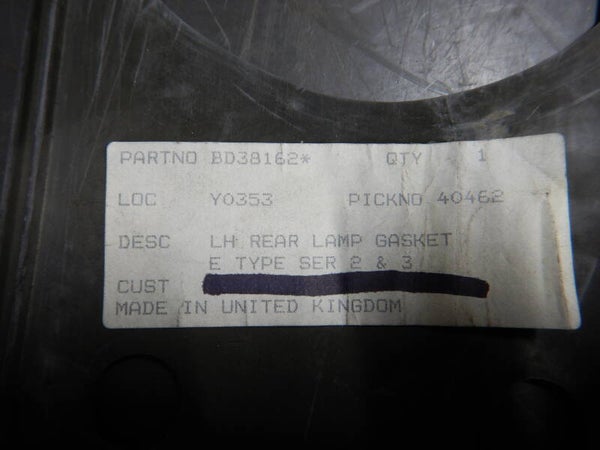 PARTNO BD38162* QTY 1
LOC Y0353 PICKNO 40462
DESC LH REAR LAMP GASKET
E TYPE SER 2 & 3
CUST
MADE IN UNITED KINGDOM